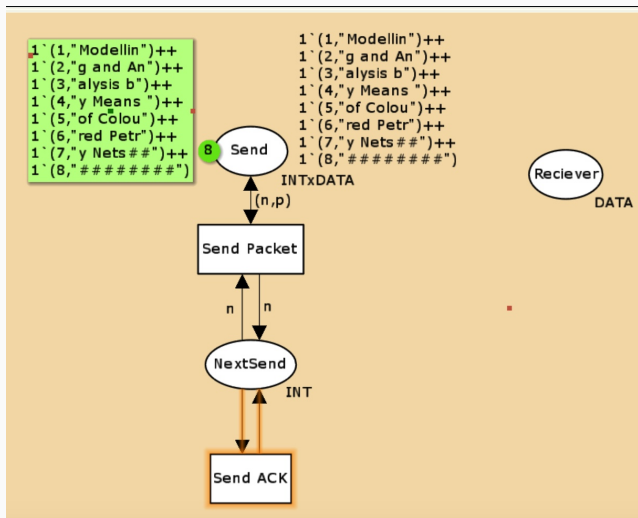 1`(1,"Modellin")++
1`(2,"g and An")++
1`(3,"alysis b")++
1`(4,"y Means ")++
1`(5,"of Colou")++
1`(6,"red Petr")++
1`(7,"y Nets##")++
1`(8,"########")
1`(1,"Modellin")++
1`(2,"g and An")++
1`(3,"alysis b")++
1`(4,"y Means ")++
1`(5,"of Colou")++
1`(6,"red Petr")++
1`(7,"y Nets##")++
1`(8,"########")
8
Send
INTxDATA
Reciever
DATA
(n,p)
Send Packet
n
n
NextSend
INT
Send ACK